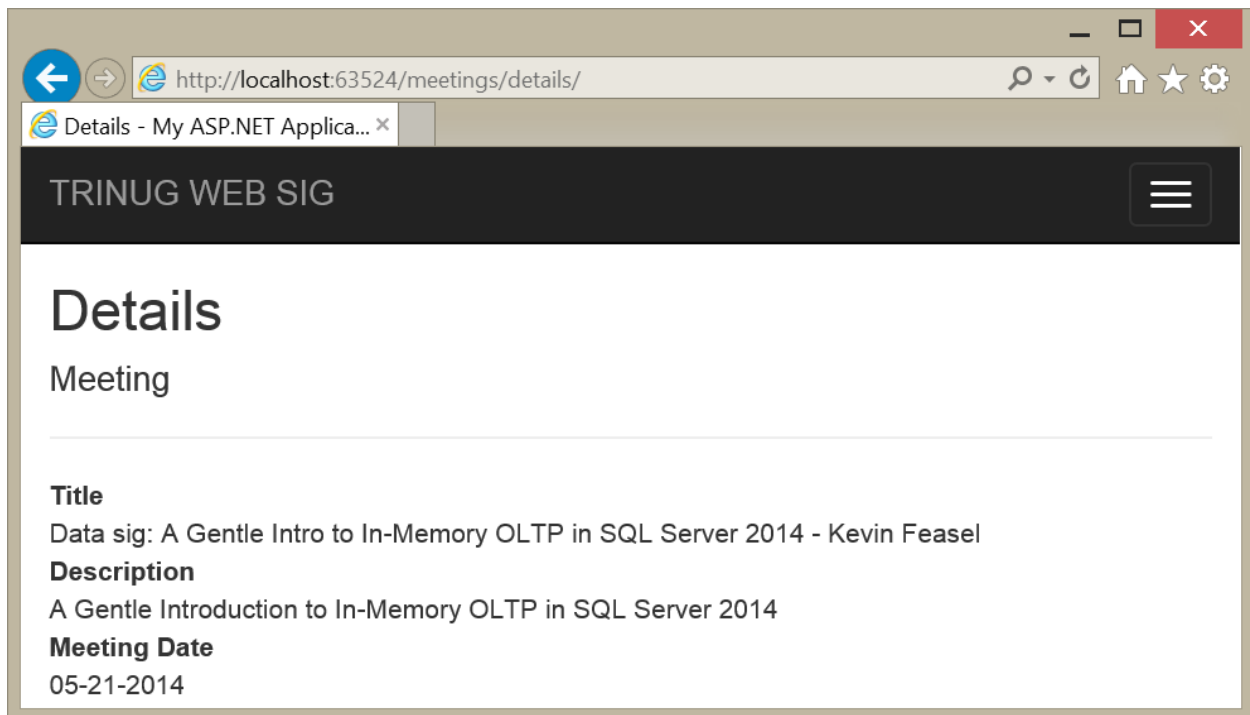 http://localhost:63524/meetings/details/
Details - My ASP.NET Applica...
TRINUG WEB SIG
Details
Meeting
Title
Data sig: A Gentle Intro to In-Memory OLTP in SQL Server 2014 - Kevin Feasel
Description
A Gentle Introduction to In-Memory OLTP in SQL Server 2014
Meeting Date
05-21-2014